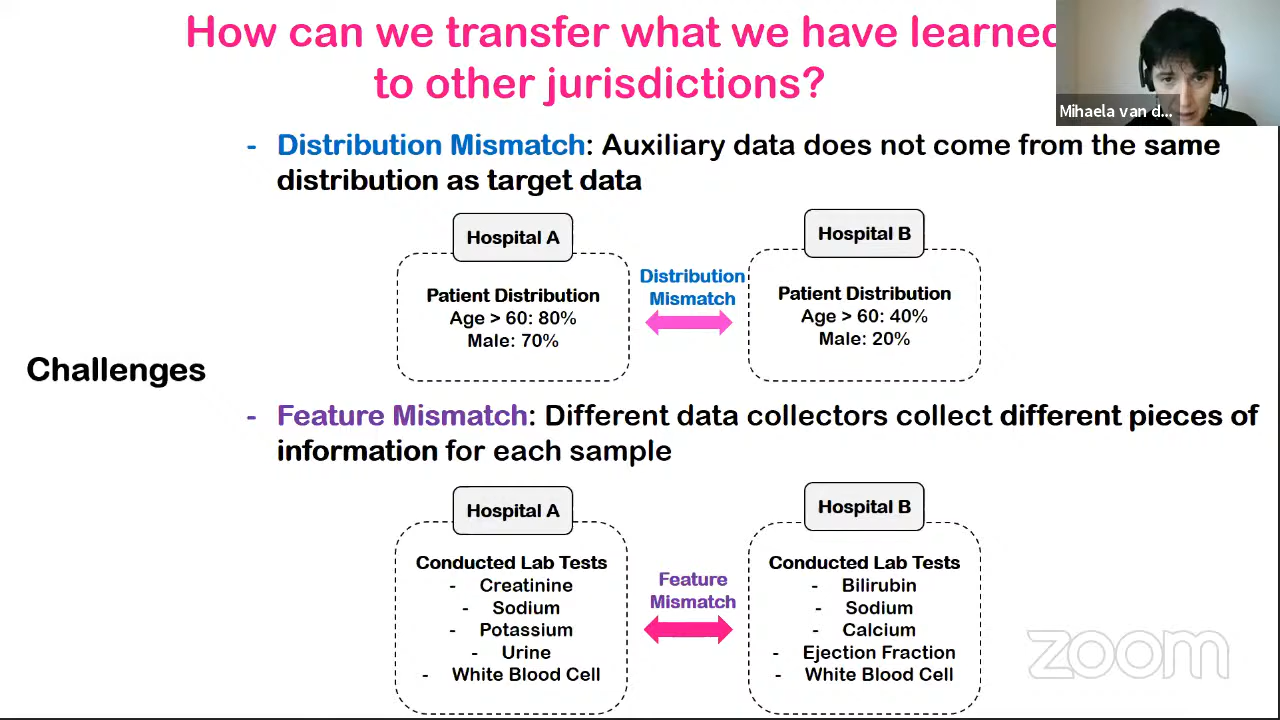 How can we transfer what we have learned
to other jurisdictions?
Mihaela van d...
- Distribution Mismatch: Auxiliary data does not come from the same
distribution as target data
Hospital A
Patient Distribution
Age > 60: 80%
Male: 70%
Distribution
Mismatch
Hospital B
Patient Distribution
Age > 60: 40%
Male: 20%
Challenges
- Feature Mismatch: Different data collectors collect different pieces of
information for each sample
Hospital A
Conducted Lab Tests
- Creatinine
- Sodium
- Potassium
- Urine
- White Blood Cell
Feature
Mismatch
Hospital B
Conducted Lab Tests
- Bilirubin
- Sodium
- Calcium
- Ejection Fraction
- White Blood Cell
zoom